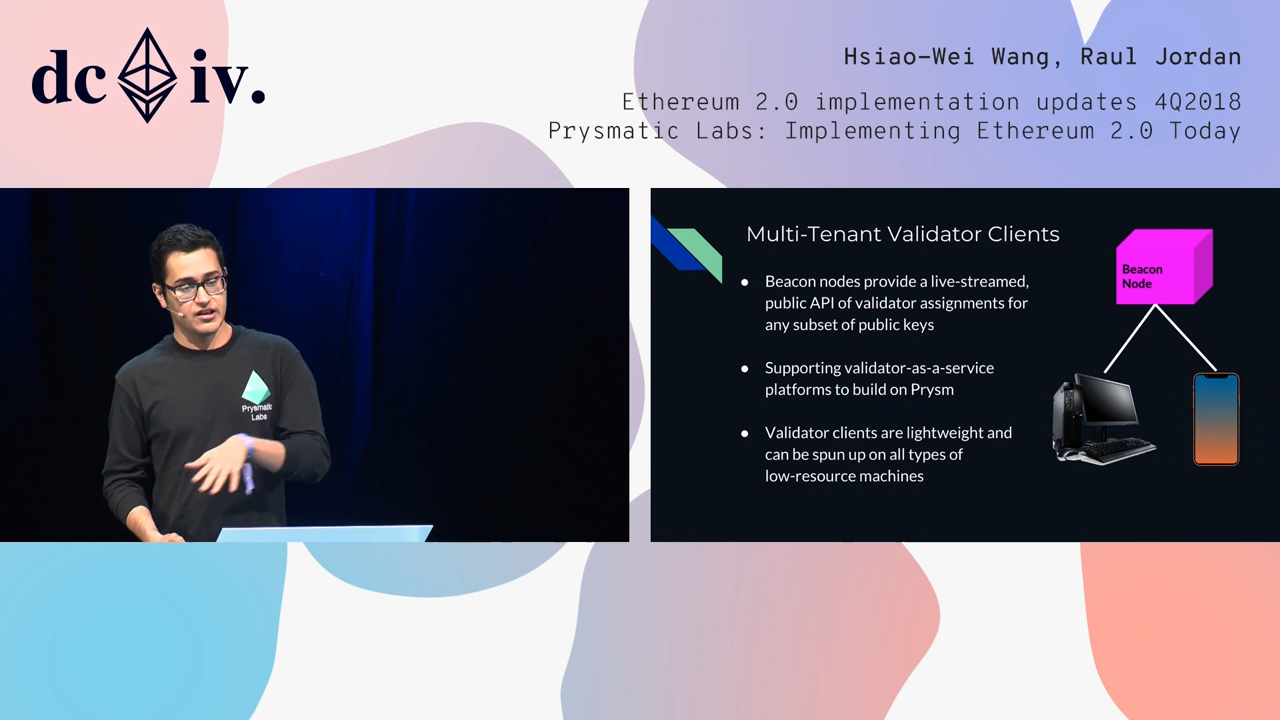 dc iv.
Hsiao-Wei Wang, Raul Jordan
Ethereum 2.0 implementation updates 4Q2018
Prysmatic Labs: Implementing Ethereum 2.0 Today
Prysmatic
Labs
Multi-Tenant Validator Clients
● Beacon nodes provide a live-streamed,
public API of validator assignments for
any subset of public keys
● Supporting validator-as-a-service
platforms to build on Prysm
● Validator clients are lightweight and
can be spun up on all types of
low-resource machines
Beacon
Node